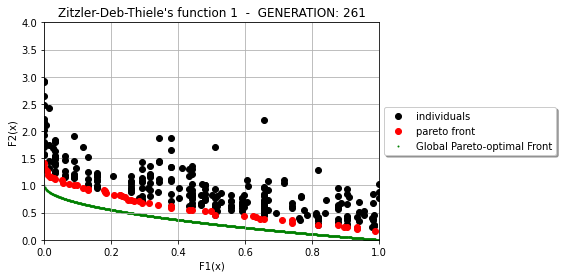 Zitzler-Deb-Thiele's function 1 - GENERATION: 261
4.0
3.5
3.0
2.5
2.0
1.5
1.0
0.5
0.0
F2(x)
0.0 0.2 0.4 0.6 0.8 1.0
F1(x)
individuals
pareto front
Global Pareto-optimal Front